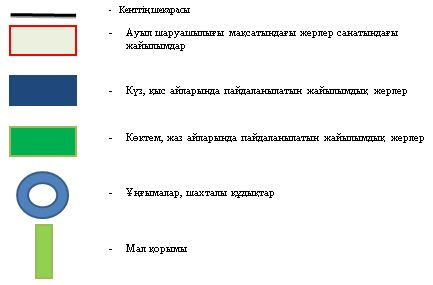 - Кенттің шекарасы
- Ауыл шаруашылығы мақсатындағы жерлер санатындағы
жайылымдар
- Күз, қыс айларында пайдаланылатын жайылымдық жерлер
- Көктем, жаз айларында пайдаланылатын жайылымдық жерлер
- Ұңғымалар, шахталы құдықтар
- Мал қорымы